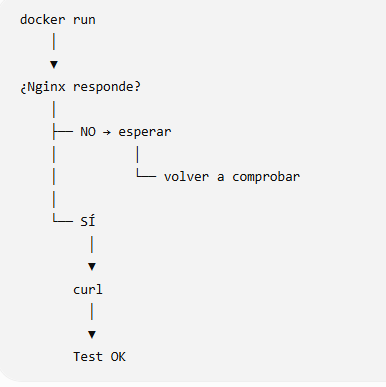 docker run
¿Nginx responde?
NO → esperar
volver a comprobar
SÍ
curl
Test OK